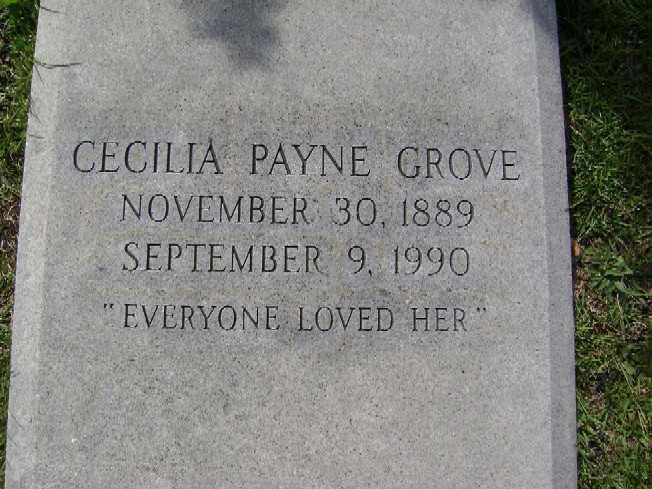 CECILIA PAYNE GROVE
NOVEMBER 30, 1889
SEPTEMBER 9, 1990
"EVERYONE LOVED HER"